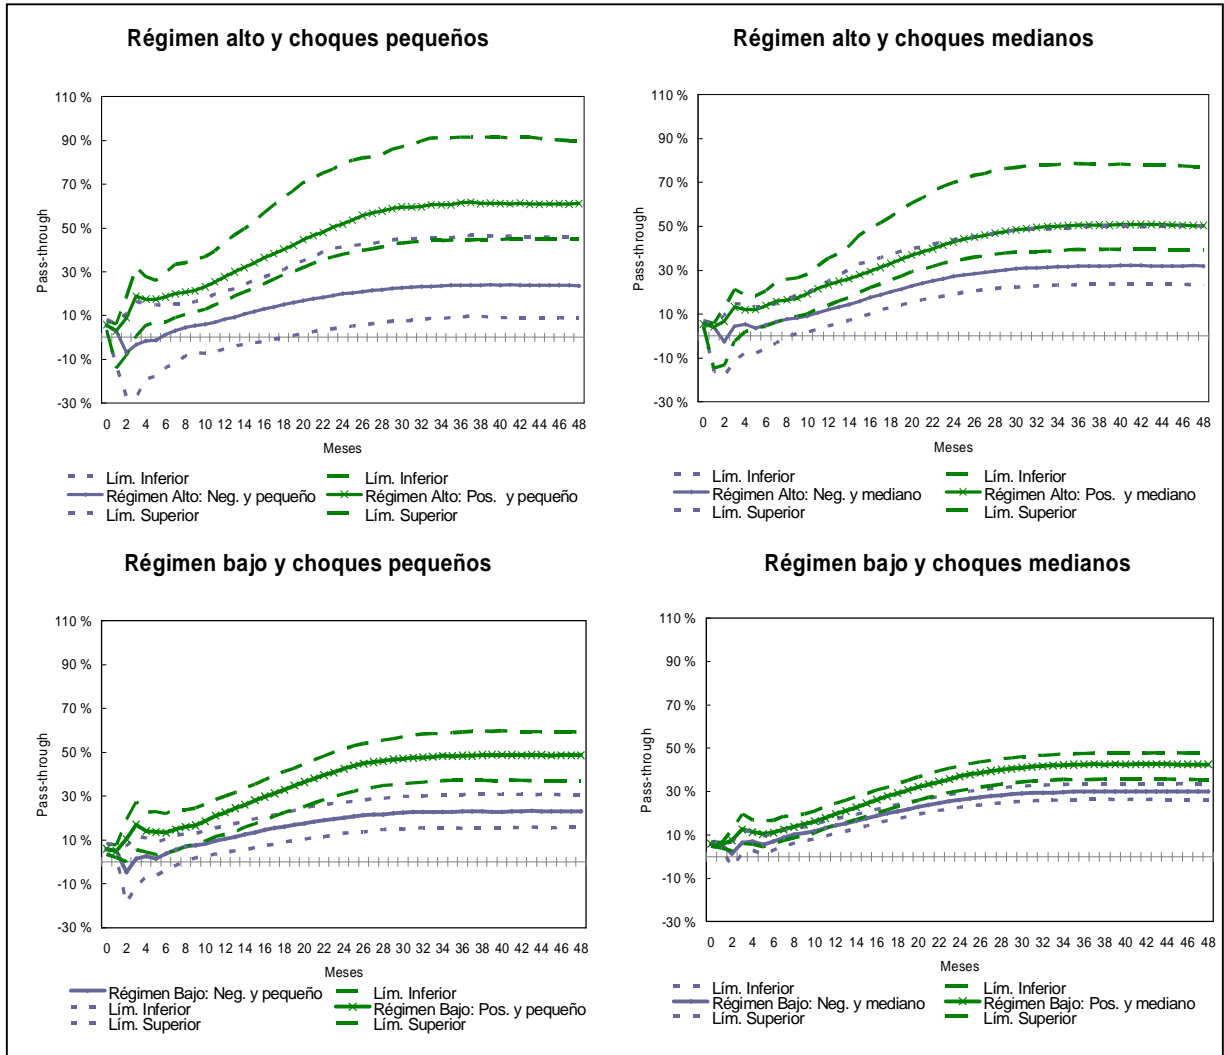 Régimen alto y choques pequeños
110 %
90 %
70 %
50 %
30 %
10 %
-10 %
-30 %
Pass-through
0 2 4 6 8 10 12 14 16 18 20 22 24 26 28 30 32 34 36 38 40 42 44 46 48
Meses
Lím. Inferior
Lím. Inferior
Régimen Alto: Neg. y pequeño
Régimen Alto: Pos. y pequeño
Lím. Superior
Lím. Superior
Régimen alto y choques medianos
110 %
90 %
70 %
50 %
30 %
10 %
-10 %
-30 %
Pass-through
0 2 4 6 8 10 12 14 16 18 20 22 24 26 28 30 32 34 36 38 40 42 44 46 48
Meses
Lím. Inferior
Lím. Inferior
Régimen Alto: Neg. y mediano
Régimen Alto: Pos. y mediano
Lím. Superior
Lím. Superior
Régimen bajo y choques pequeños
110 %
90 %
70 %
50 %
30 %
10 %
-10 %
-30 %
Pass-through
0 2 4 6 8 10 12 14 16 18 20 22 24 26 28 30 32 34 36 38 40 42 44 46 48
Meses
Régimen Bajo: Neg. y pequeño
Lím. Inferior
Lím. Inferior
Régimen Bajo: Pos. y pequeño
Lím. Superior
Lím. Superior
Régimen bajo y choques medianos
110 %
90 %
70 %
50 %
30 %
10 %
-10 %
-30 %
Pass-through
0 2 4 6 8 10 12 14 16 18 20 22 24 26 28 30 32 34 36 38 40 42 44 46 48
Meses
Lím. Inferior
Lím. Inferior
Régimen Bajo: Neg. y mediano
Régimen Bajo: Pos. y mediano
Lím. Superior
Lím. Superior